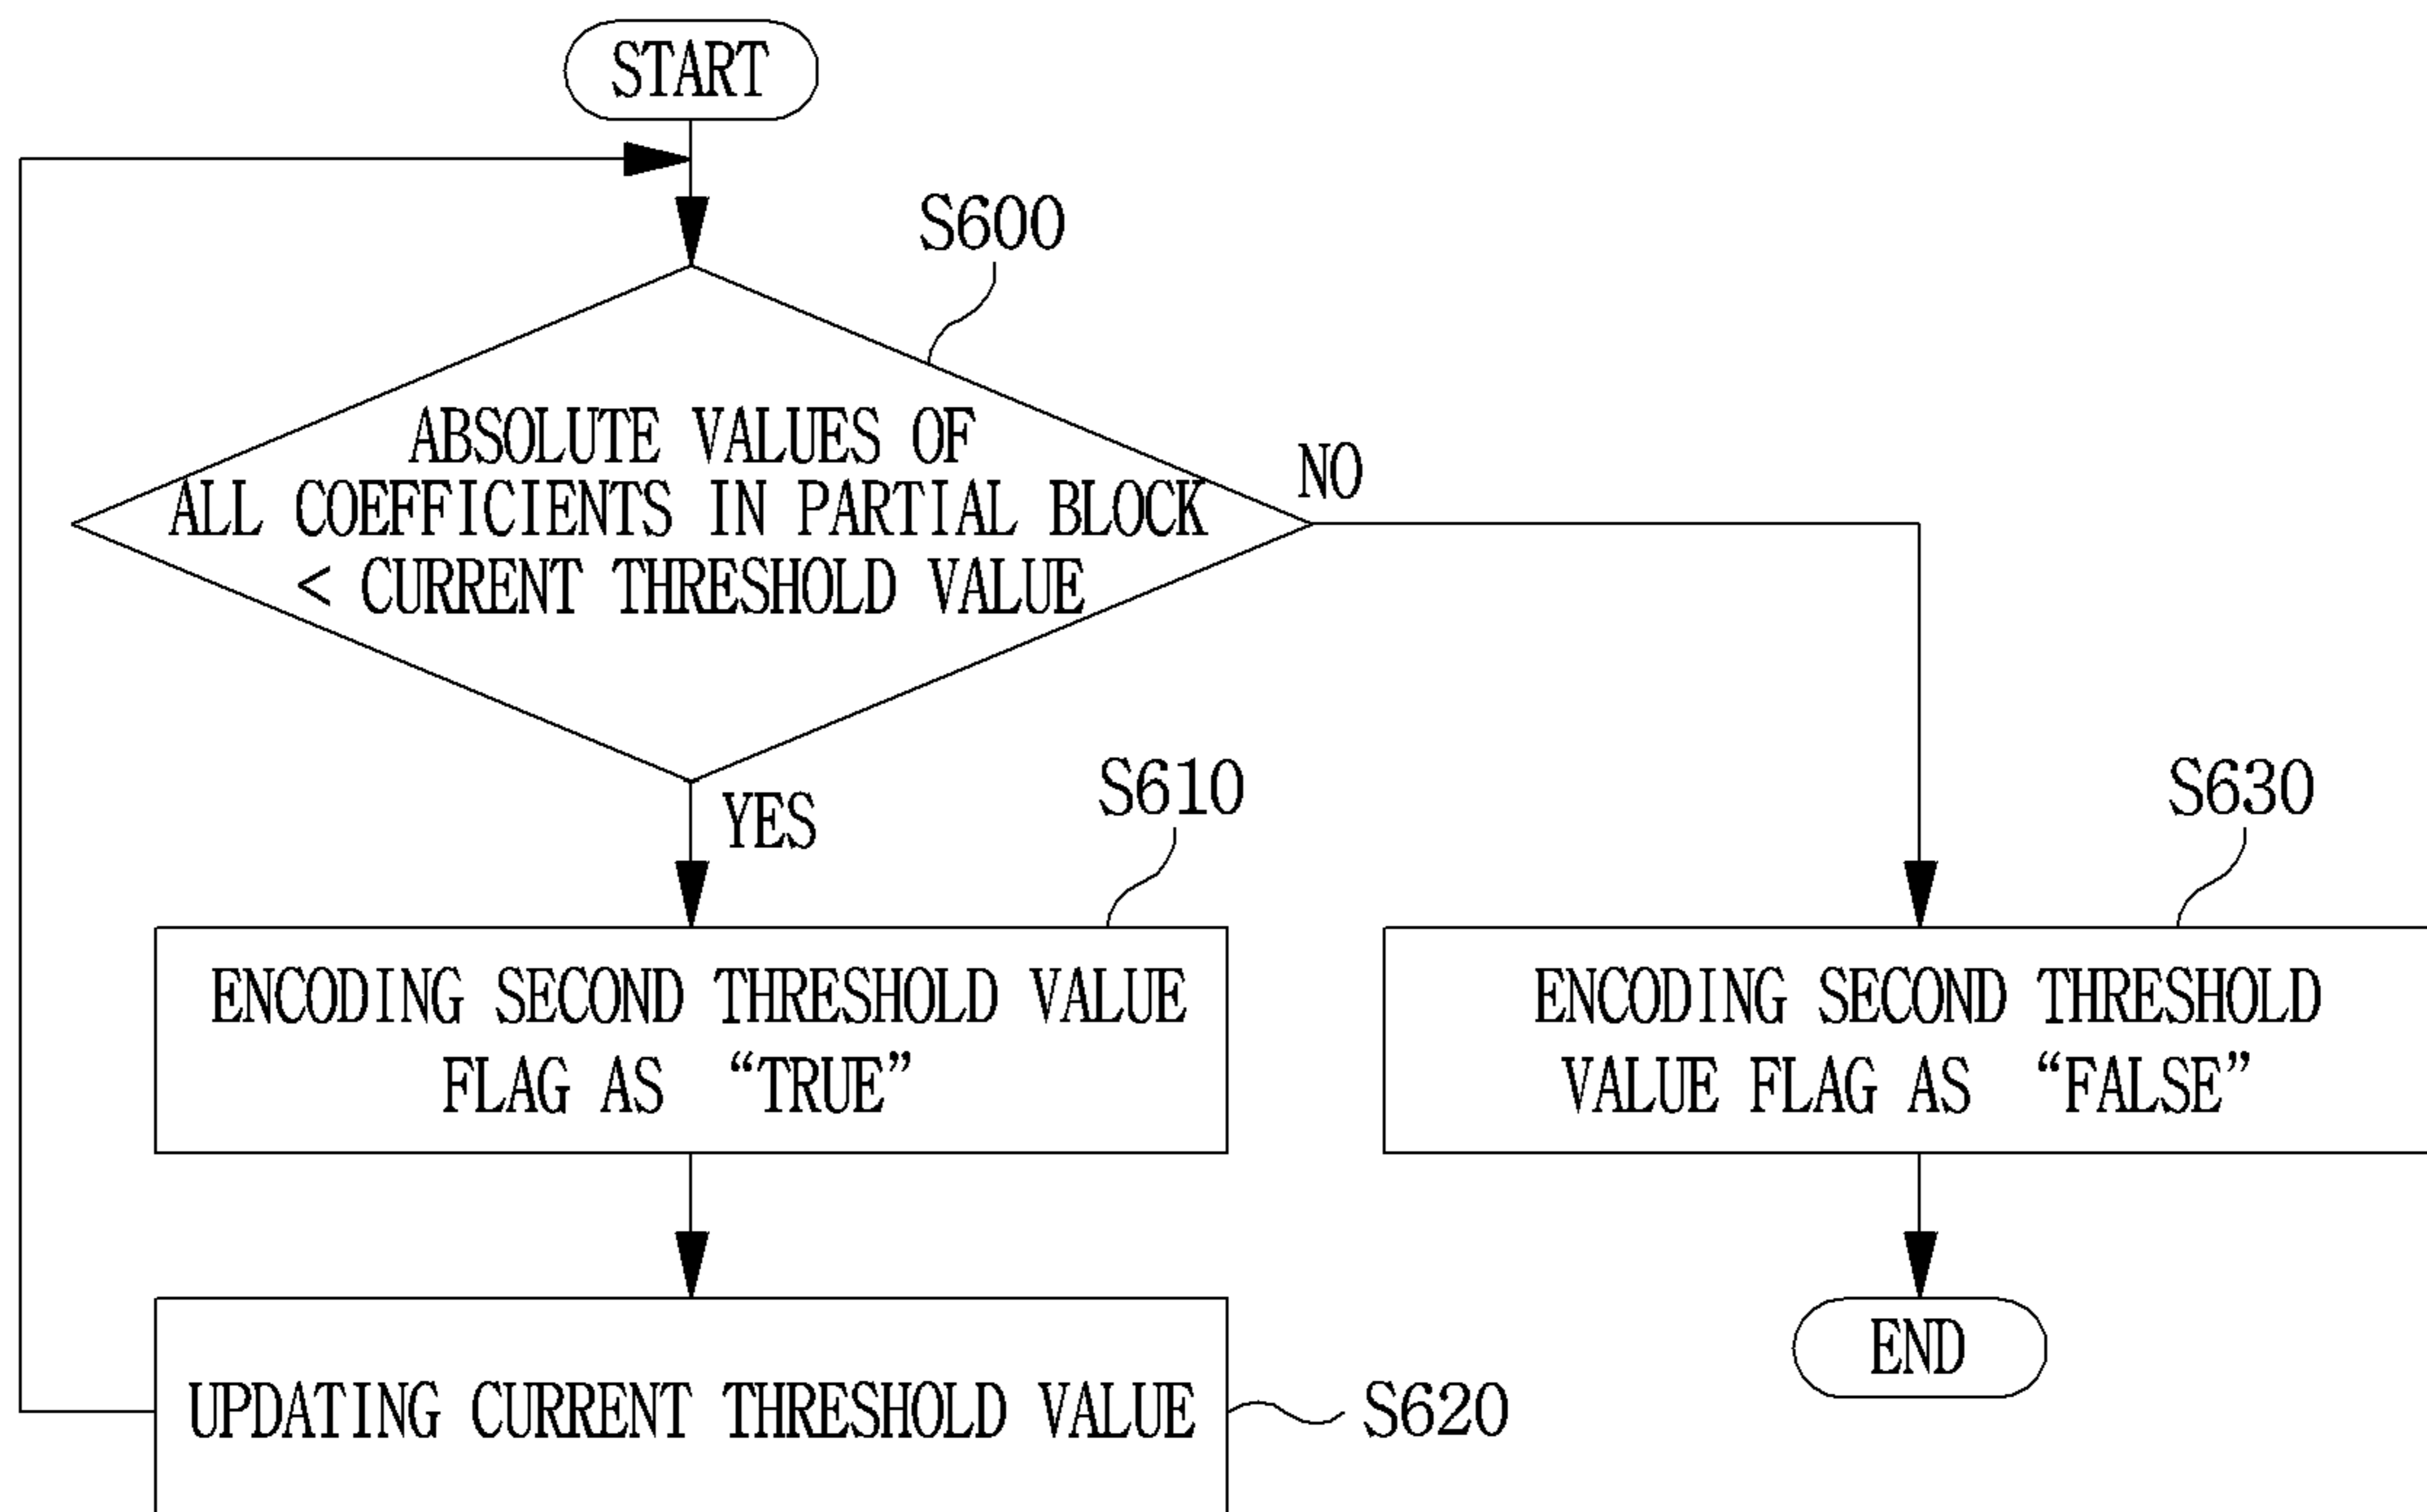 START
S600
ABSOLUTE VALUES OF
ALL COEFFICIENTS IN PARTIAL BLOCK
< CURRENT THRESHOLD VALUE
NO
YES
S610
ENCODING SECOND THRESHOLD VALUE
FLAG AS “TRUE”
S630
ENCODING SECOND THRESHOLD
VALUE FLAG AS “FALSE”
UPDATING CURRENT THRESHOLD VALUE
S620
END